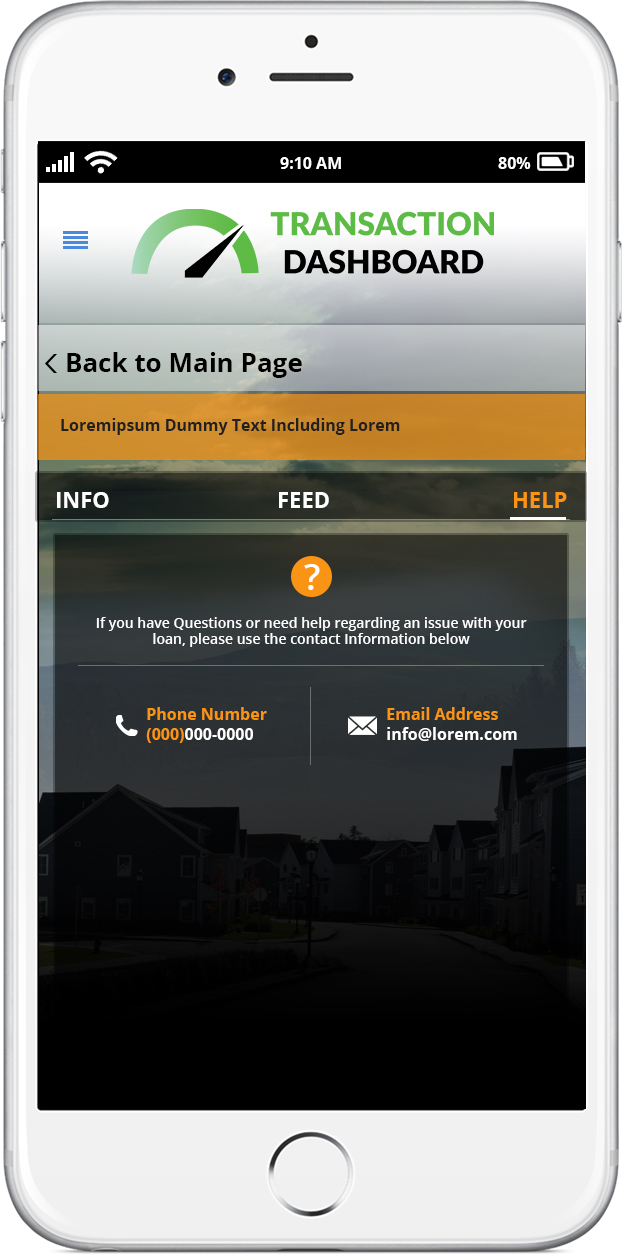 9:10 AM 80%
TRANSACTION
DASHBOARD
Back to Main Page
Loremipsum Dummy Text Including Lorem
INFO FEED HELP
?
If you have Questions or need help regarding an issue with your
loan, please use the contact Information below
Phone Number
(000)000-0000
Email Address
info@lorem.com